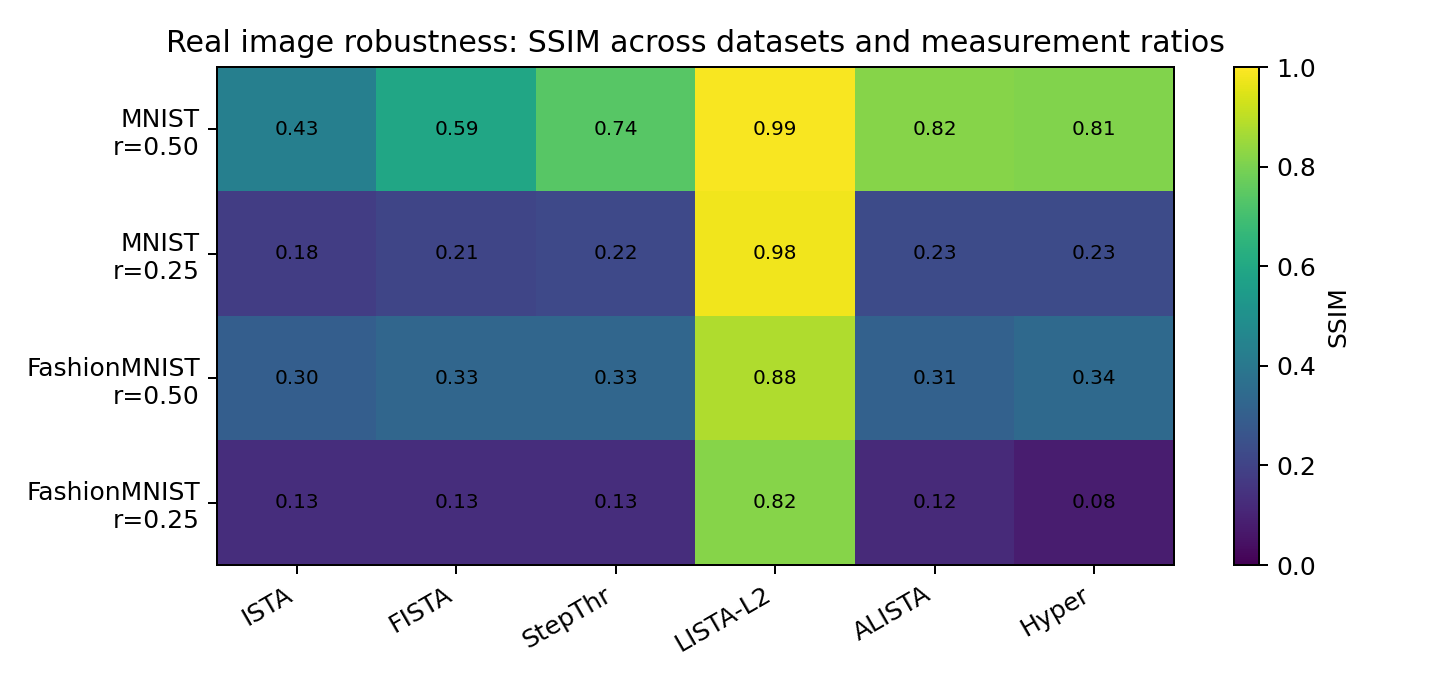 Real image robustness: SSIM across datasets and measurement ratios
MNIST
r=0.50
0.43 0.59 0.74 0.99 0.82 0.81
MNIST
r=0.25
0.18 0.21 0.22 0.98 0.23 0.23
FashionMNIST
r=0.50
0.30 0.33 0.33 0.88 0.31 0.34
FashionMNIST
r=0.25
0.13 0.13 0.13 0.82 0.12 0.08
ISTA FISTA StepThr LISTA-L2 ALISTA Hyper
1.0
0.8
0.6
0.4
0.2
0.0
SSIM